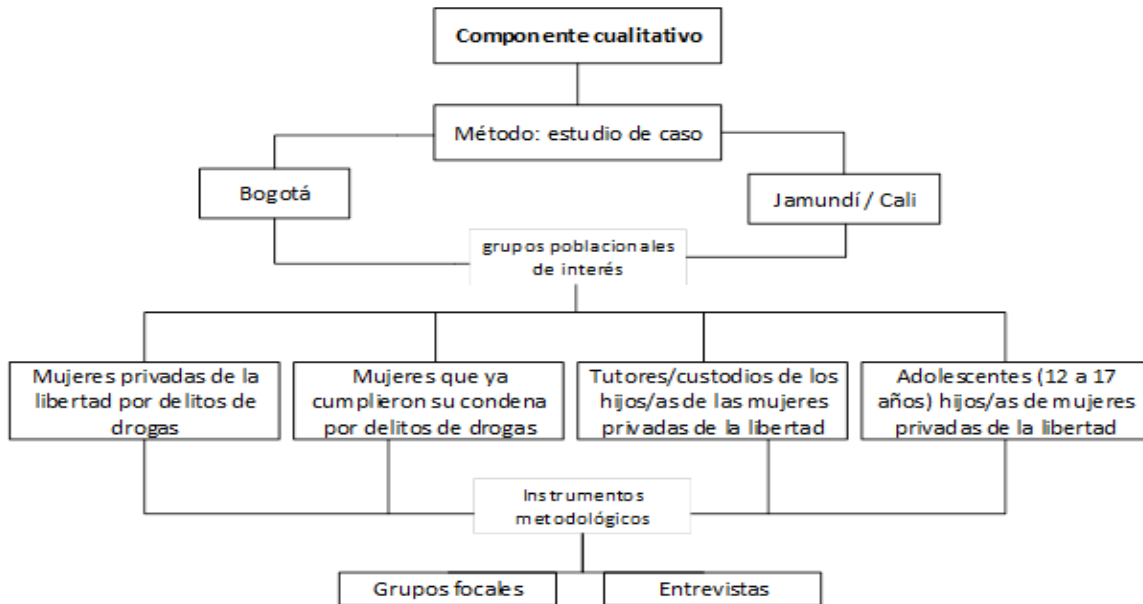 Componente cualitativo
Método: estudio de caso
Bogotá
Jamundí / Cali
grupos poblacionales
de interés
Mujeres privadas de la
libertad por delitos de
drogas
Mujeres que ya
cumplieron su condena
por delitos de drogas
Tutores/custodios de los
hijos/as de las mujeres
privadas de la libertad
Adolescentes (12 a 17
años) hijos/as de mujeres
privadas de la libertad
Instrumentos
metodológicos
Grupos focales
Entrevistas